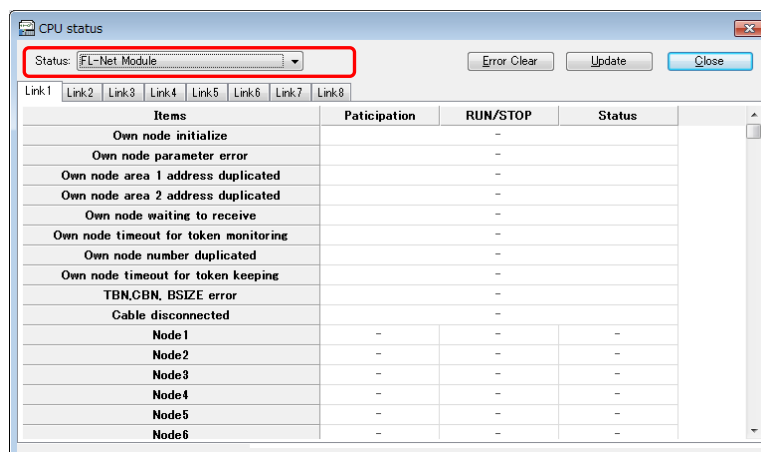 CPU status
Status: FL-Net Module Error Clear Update Close
Link1 Link2 Link3 Link4 Link5 Link6 Link7 Link8
Items Paticipation RUN/STOP Status
Own node initialize -
Own node parameter error -
Own node area 1 address duplicated -
Own node area 2 address duplicated -
Own node waiting to receive -
Own node timeout for token monitoring -
Own node number duplicated -
Own node timeout for token keeping -
TBN,CBN, BSIZE error -
Cable disconnected -
Node1 - - -
Node2 - - -
Node3 - - -
Node4 - - -
Node5 - - -
Node6 - - -